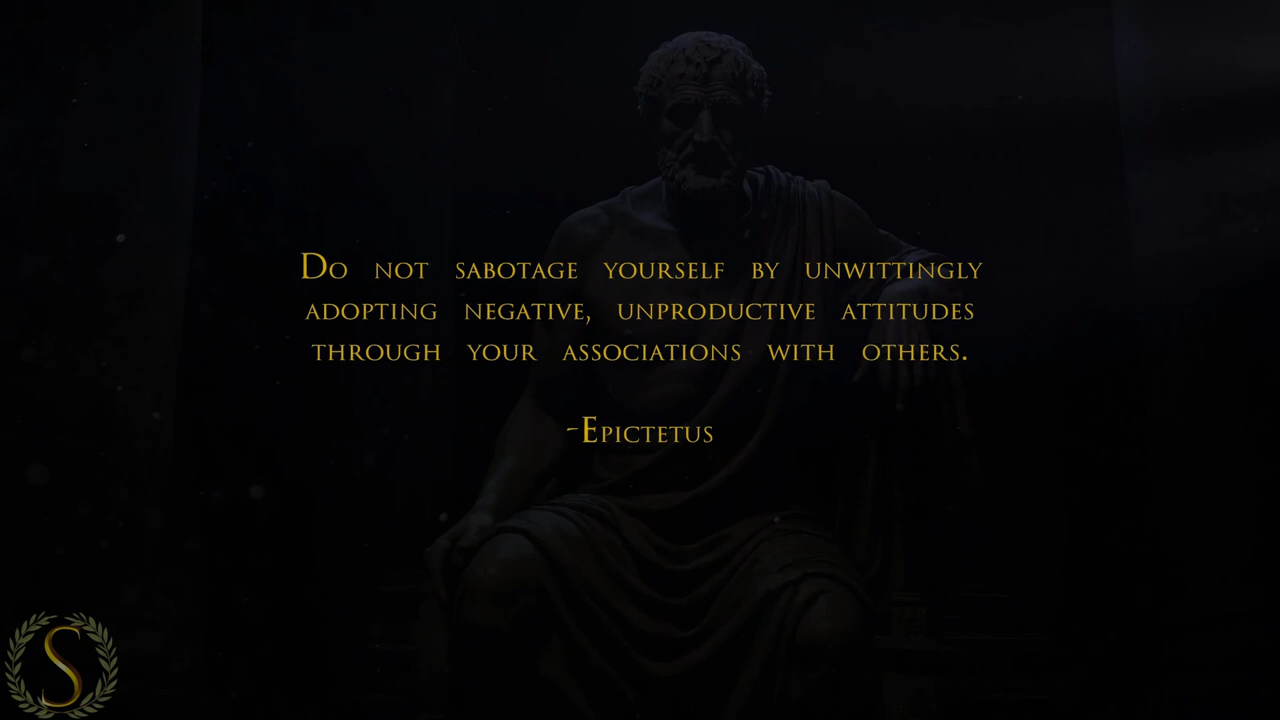 Do not sabotage yourself by unwittingly
adopting negative, unproductive attitudes
through your associations with others.
-Epictetus
S